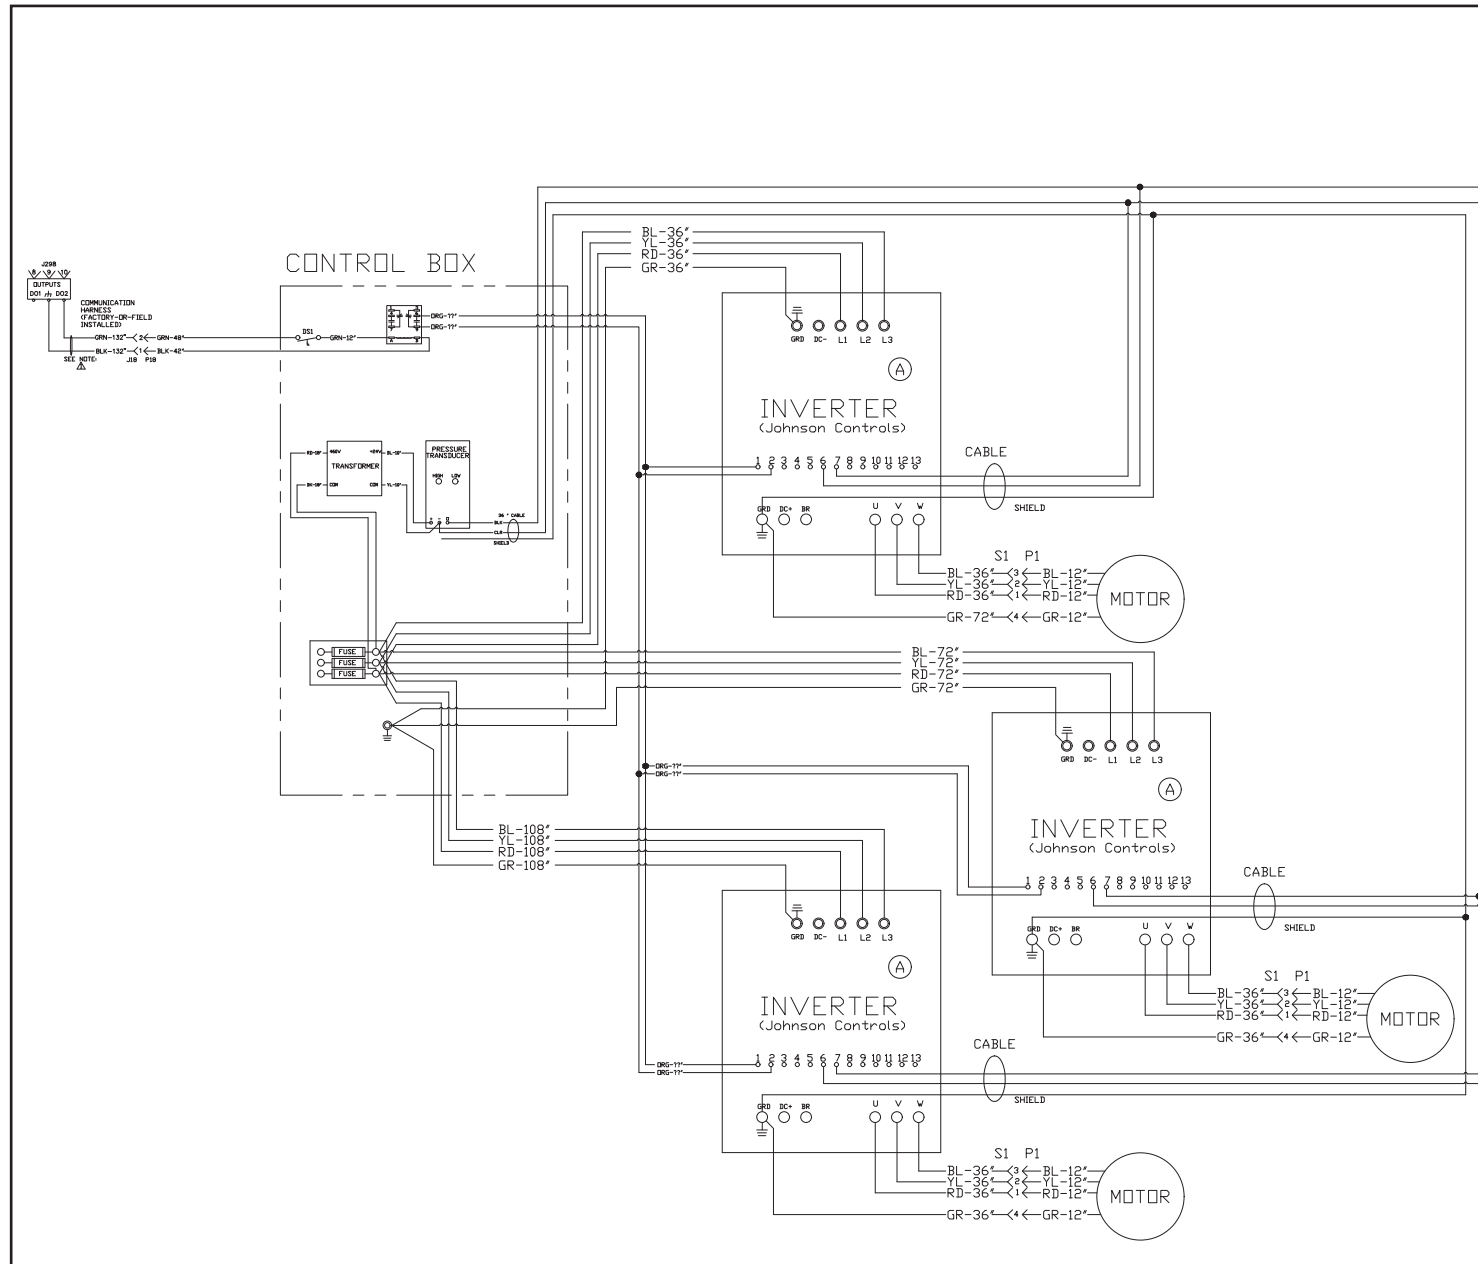 CONTROL BOX
J298
8 9 10
OUTPUTS
DO1 DO2
COMMUNICATION
HARNESS
(FACTORY-OR-FIELD
INSTALLED)
GRN-132" 2 GRN-48"
BLK-132" 1 BLK-42"
J18 P18
SEE NOTE:
DS1
GRN-12"
A B
ORG-??"
ORG-??"
RD-18" 460V +24V BL-18"
TRANSFORMER
BK-18" COM COM YL-18"
PRESSURE
TRANSDUCER
HIGH LOW
+ -
36 " CABLE
BLK
CLR
SHIELD
FUSE
FUSE
FUSE
BL-36"
YL-36"
RD-36"
GR-36"
GRD DC- L1 L2 L3
A
INVERTER
(Johnson Controls)
1 2 3 4 5 6 7 8 9 10 11 12 13
CABLE
SHIELD
GRD DC+ BR U V W
S1 P1
BL-36" 3 BL-12"
YL-36" 2 YL-12"
RD-36" 1 RD-12"
GR-72" 4 GR-12"
MOTOR
BL-72"
YL-72"
RD-72"
GR-72"
GRD DC- L1 L2 L3
A
ORG-??"
ORG-??"
INVERTER
(Johnson Controls)
1 2 3 4 5 6 7 8 9 10 11 12 13
CABLE
SHIELD
GRD DC+ BR U V W
S1 P1
BL-36" 3 BL-12"
YL-36" 2 YL-12"
RD-36" 1 RD-12"
GR-36" 4 GR-12"
MOTOR
BL-108"
YL-108"
RD-108"
GR-108"
GRD DC- L1 L2 L3
A
INVERTER
(Johnson Controls)
ORG-??"
ORG-??"
1 2 3 4 5 6 7 8 9 10 11 12 13
CABLE
SHIELD
GRD DC+ BR U V W
S1 P1
BL-36" 3 BL-12"
YL-36" 2 YL-12"
RD-36" 1 RD-12"
GR-36" 4 GR-12"
MOTOR